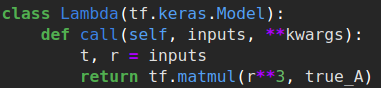 class Lambda(tf.keras.Model):
    def call(self, inputs, **kwargs):
        t, r = inputs
        return tf.matmul(r**3, true_A)